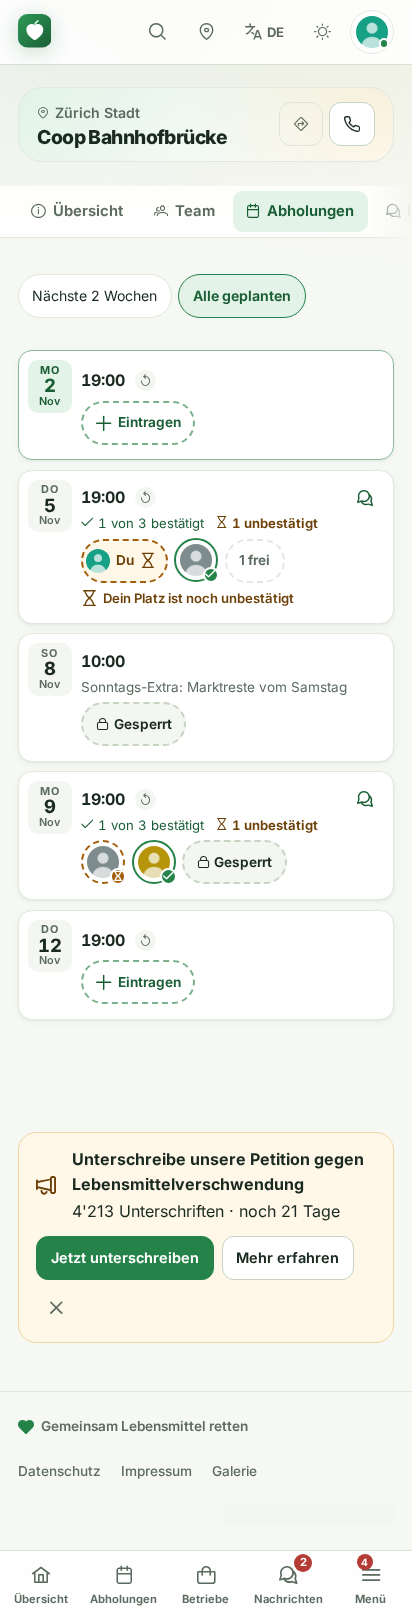 DE
Zürich Stadt
Coop Bahnhofbrücke
Übersicht
Team
Abholungen
Nächste 2 Wochen
Alle geplanten
MO
2
Nov
19:00
Eintragen
DO
5
Nov
19:00
1 von 3 bestätigt 1 unbestätigt
Du
1 frei
Dein Platz ist noch unbestätigt
SO
8
Nov
10:00
Sonntags-Extra: Marktreste vom Samstag
Gesperrt
MO
9
Nov
19:00
1 von 3 bestätigt 1 unbestätigt
Gesperrt
DO
12
Nov
19:00
Eintragen
Unterschreibe unsere Petition gegen
Lebensmittelverschwendung
4'213 Unterschriften · noch 21 Tage
Jetzt unterschreiben
Mehr erfahren
Gemeinsam Lebensmittel retten
Datenschutz Impressum Galerie
2
4
Übersicht Abholungen Betriebe Nachrichten Menü